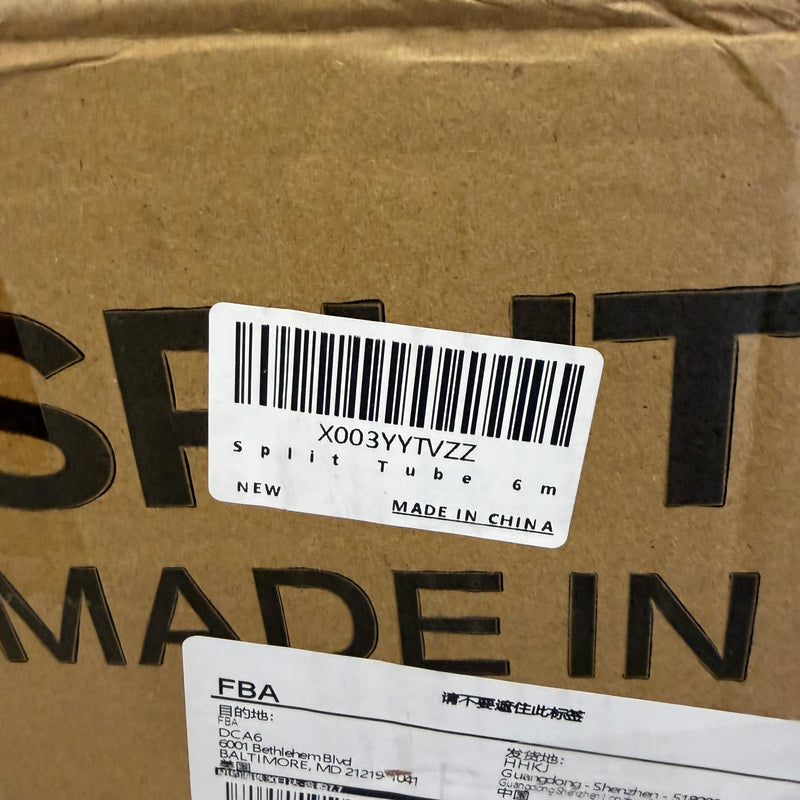 SPLIT
X003YYTVZZ
Split Tube 6m
NEW
MADE IN CHINA
MADE IN
FBA
请不要遮住此标签
目的地:
FBA
DCA6
6001 Bethlehem Blvd
BALTIMORE, MD 21219-1041
美国
发货地:
HHKJ
Guangdong - Shenzhen -
中国